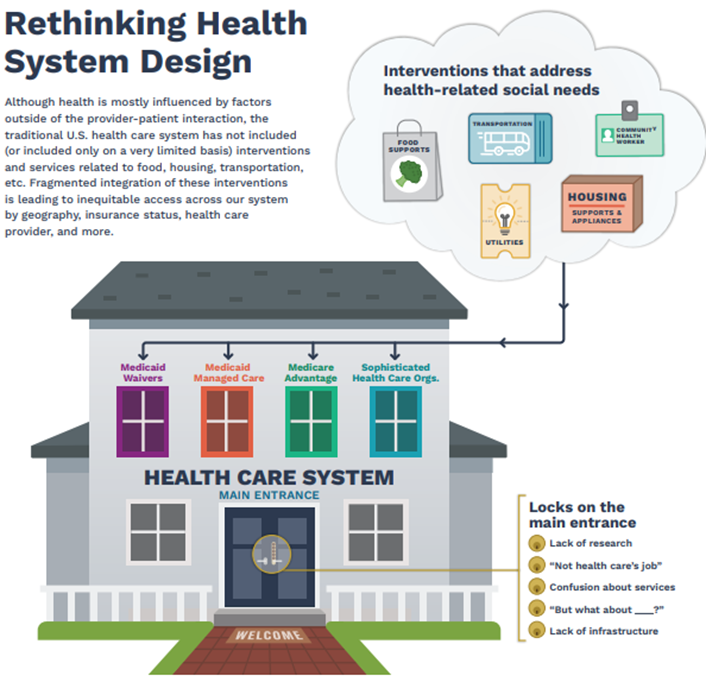 Rethinking Health
System Design
Although health is mostly influenced by factors
outside of the provider-patient interaction, the
traditional U.S. health care system has not included
(or included only on a very limited basis) interventions
and services related to food, housing, transportation,
etc. Fragmented integration of these interventions
is leading to inequitable access across our system
by geography, insurance status, health care
provider, and more.
Interventions that address
health-related social needs
FOOD
SUPPORTS
TRANSPORTATION
COMMUNITY
HEALTH
WORKER
UTILITIES
HOUSING
SUPPORTS &
APPLIANCES
Medicaid
Waivers
Medicaid
Managed Care
Medicare
Advantage
Sophisticated
Health Care Orgs.
HEALTH CARE SYSTEM
MAIN ENTRANCE
WELCOME
Locks on the
main entrance
Lack of research
“Not health care’s job”
Confusion about services
“But what about ___?”
Lack of infrastructure